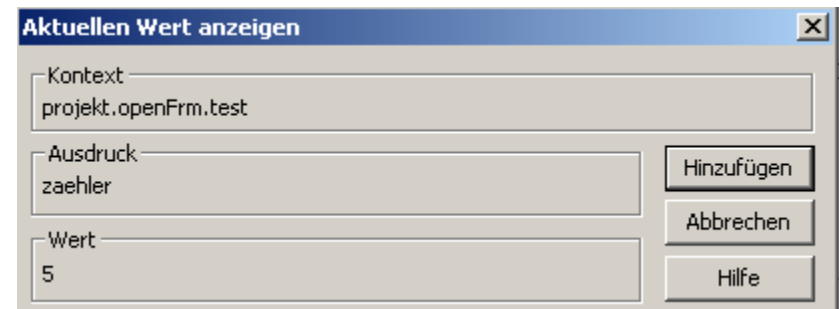 Aktuellen Wert anzeigen
Kontext
projekt.openFrm.test
Ausdruck
zaehler
Hinzufügen
Abbrechen
Wert
5
Hilfe